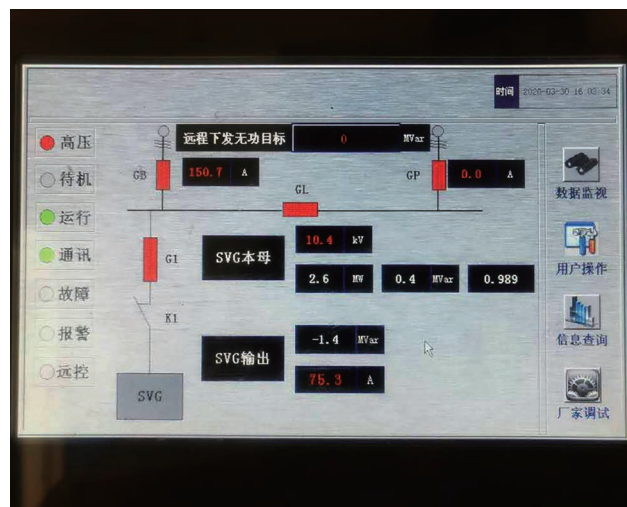 时间 2020-03-30 16:03:34
远程下发无功目标 0 MVar
高压
待机
运行
通讯
故障
报警
远控
GB 150.7 A
GL
GP 0.0 A
G1
SVG本母
10.4 kV
2.6 MW 0.4 MVar 0.989
K1
SVG输出
-1.4 MVar
75.3 A
SVG
数据监视
用户操作
信息查询
厂家调试